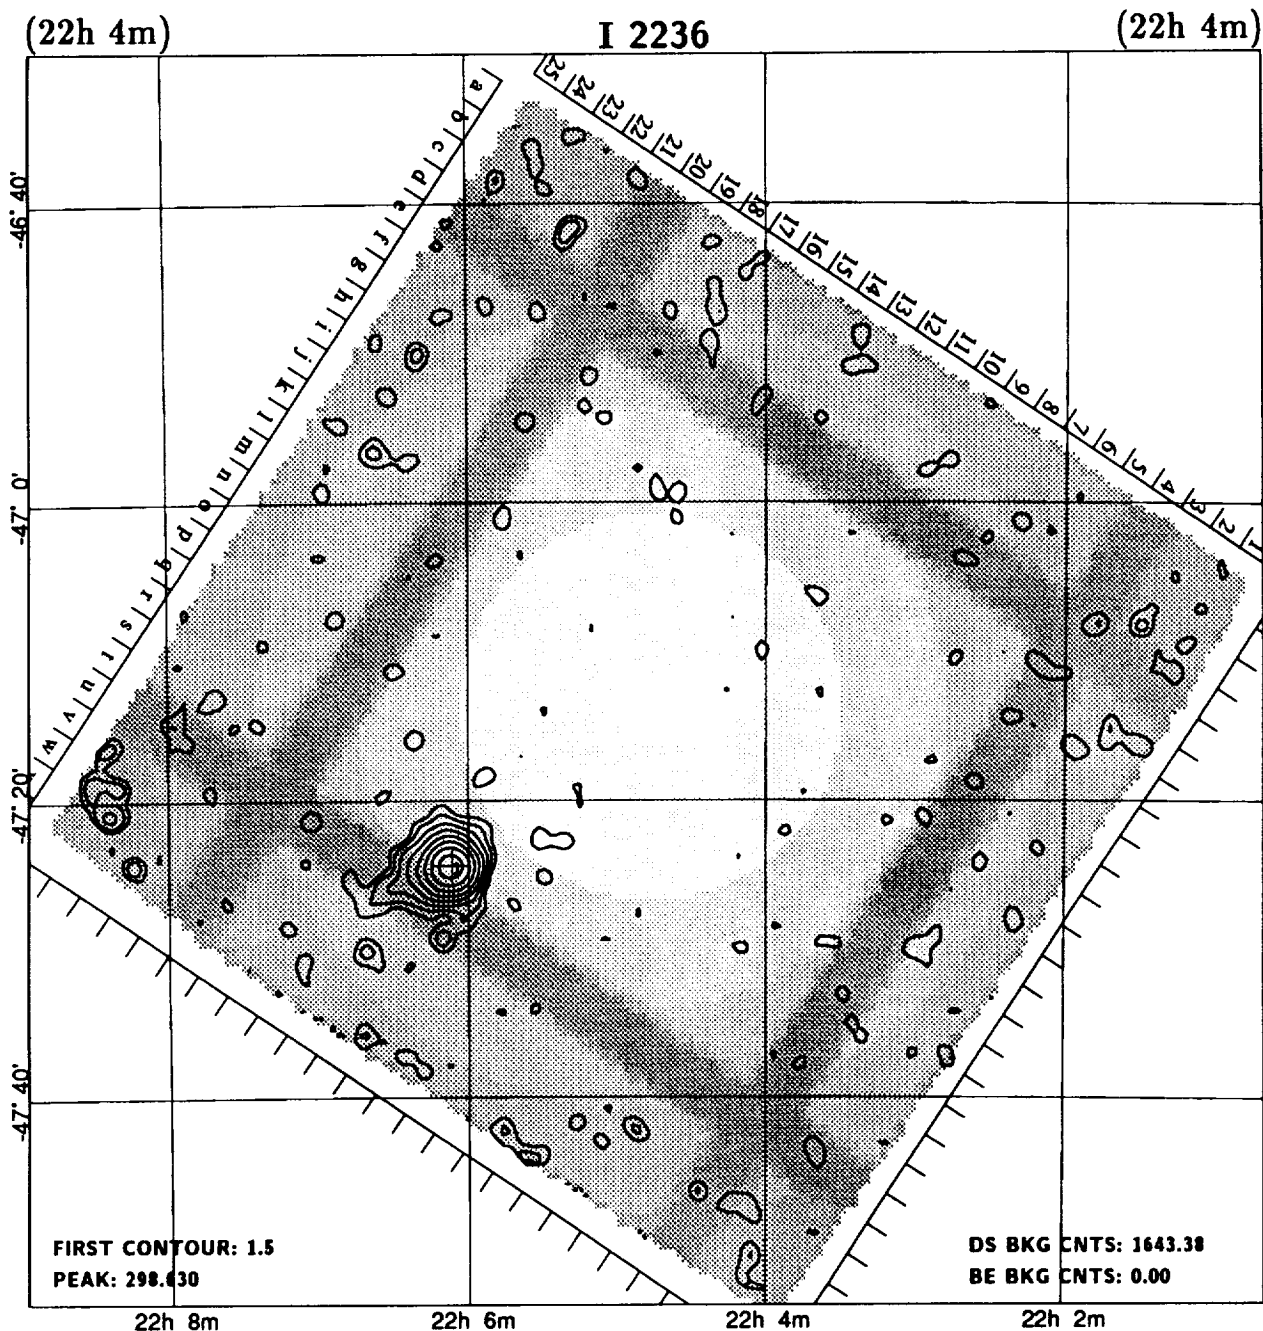 (22h 4m) I 2236 (22h 4m)
25 24 23 22 21 20 19 18 17 16 15 14 13 12 11 10 9 8 7 6 5 4 3 2 1
a b c d e f g h i j k l m n o p q r s t u v w
-46° 40'
-47° 0'
-47° 20'
-47° 40'
FIRST CONTOUR: 1.5
PEAK: 298.630
DS BKG CNTS: 1643.38
BE BKG CNTS: 0.00
22h 8m 22h 6m 22h 4m 22h 2m